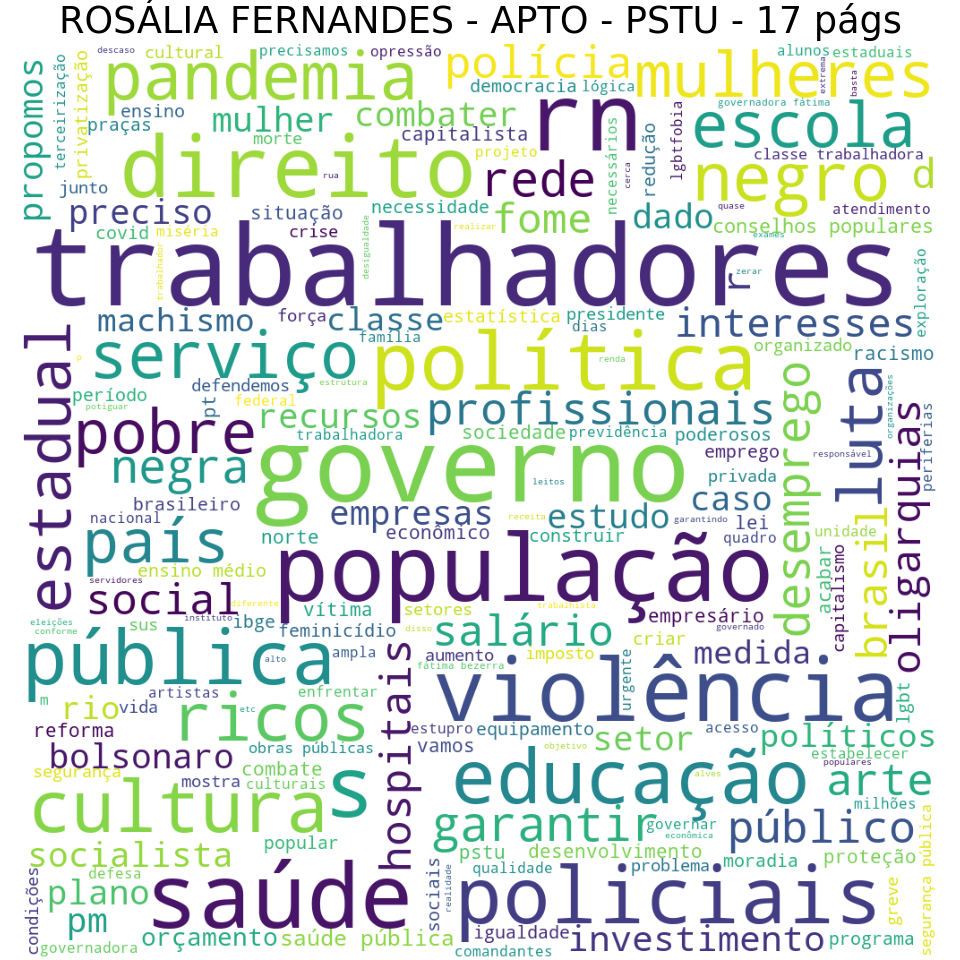 ROSÁLIA FERNANDES - APTO - PSTU - 17 págs
descaso
cultural
precisamos
opressão
polícia
mulheres
alunos
estaduais
propomos
terceirização
privatização
pandemia
democracia
lógica
extrema
basta
ensino
praças
mulher
combater
rn
governadora fátima
escola
morte
capitalista
projeto
necessários
redução
lgbtfobia
classe trabalhadora
direito
rua
rede
cerca
negro
d
junto
preciso
situação
necessidade
fome
dado
quase
atendimento
covid
miséria
crise
desigualdade
realizar
conselhos populares
exames
trabalhadores
trabalhador
r
zerar
exploração
machismo
força
classe
estatística
presidente
dias
interesses
família
organizado
racismo
estadual
p
serviço
política
renda
período
potiguar
defendemos
estrutura
pt
federal
recursos
profissionais
desemprego
luta
organizações
oligarquias
periferias
pobre
trabalhadora
sociedade
previdência
poderosos
negra
governo
emprego
responsável
leitos
privada
brasileiro
nacional
empresas
estudo
caso
país
norte
econômico
receita
construir
garantindo
lei
quadro
unidade
brasil
ensino médio
população
acabar
capitalismo
servidores
social
diferente
instituto
vítima
setores
trabalhista
empresário
governado
eleições
conforme
sus
ibge
feminicídio
disso
salário
criar
pública
alto
ampla
hospitais
aumento
imposto
medida
fátima bezerra
urgente
violência
lgbt
m
rio
vida
artistas
enfrentar
ricos
etc
reforma
estupro
equipamento
acesso
setor
políticos
bolsonaro
obras públicas
vamos
objetivo
estabelecer
segurança
mostra
combate
culturais
s
educação
alves
populares
arte
cultura
milhões
garantir
governar
econômica
público
segurança pública
popular
socialista
pstu
desenvolvimento
condições
defesa
plano
saúde
sociais
realidade
qualidade
problema
moradia
proteção
greve
pm
policiais
governadora
orçamento
saúde pública
igualdade
comandantes
investimento
programa